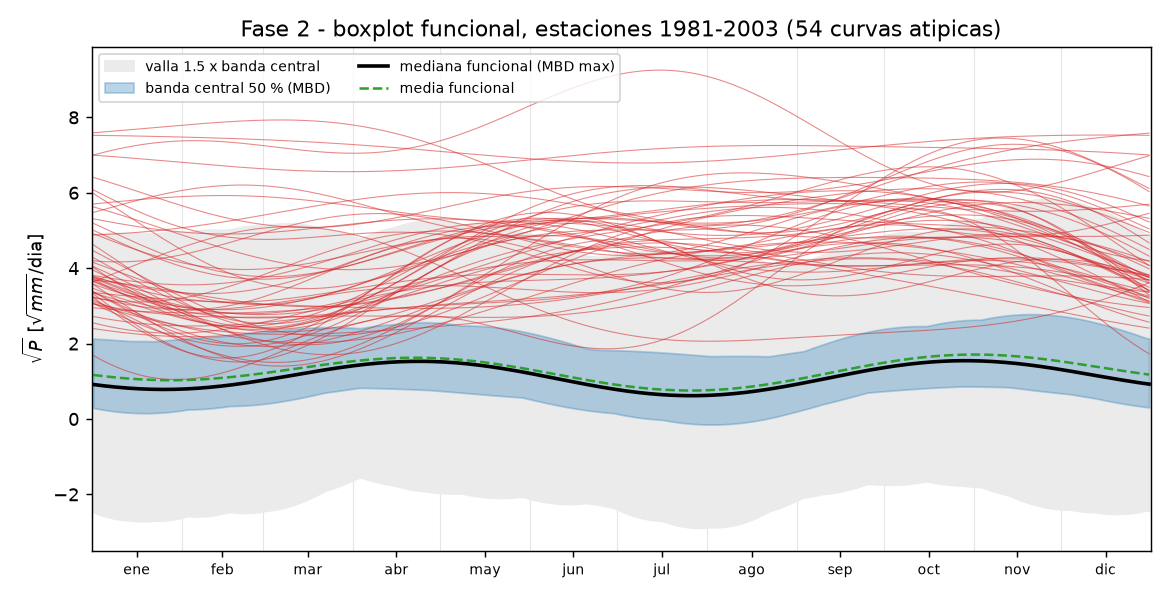 Fase 2 - boxplot funcional, estaciones 1981-2003 (54 curvas atipicas)
valla 1.5 x banda central
banda central 50 % (MBD)
mediana funcional (MBD max)
media funcional
√P [√mm/dia]
8
6
4
2
0
−2
ene feb mar abr may jun jul ago sep oct nov dic